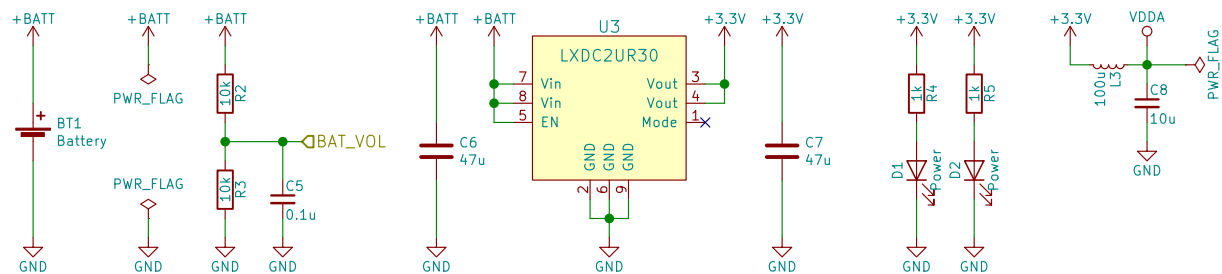 +BATT
BT1
Battery
GND
+BATT
PWR_FLAG
PWR_FLAG
GND
+BATT
10k
R2
BAT_VOL
10k
R3
C5
0.1u
GND
GND
+BATT
C6
47u
GND
+BATT
U3
LXDC2UR30
7 Vin
8 Vin
5 EN
Vout 3
Vout 4
Mode 1
GND GND GND
2 6 9
GND
+3.3V
+3.3V
C7
47u
GND
+3.3V
1k
R4
D1
Power
GND
+3.3V
1k
R5
D2
Power
GND
+3.3V
100u
L3
VDDA
PWR_FLAG
C8
10u
GND